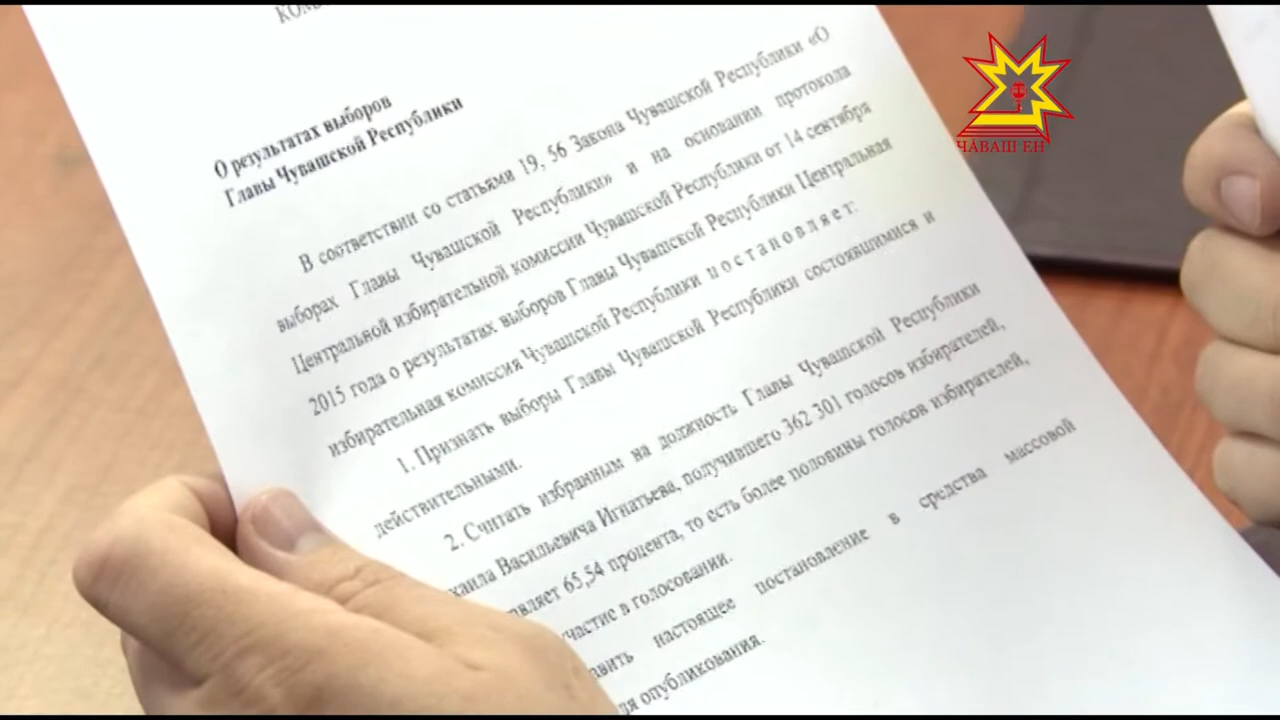 О результатах выборов
Главы Чувашской Республики
В соответствии со статьями 19, 56 Закона Чувашской Республики «О
выборах Главы Чувашской Республики» и на основании протокола
Центральной избирательной комиссии Чувашской Республики от 14 сентября
2015 года о результатах выборов Главы Чувашской Республики Центральная
избирательная комиссия Чувашской Республики п о с т а н о в л я е т:
1. Признать выборы Главы Чувашской Республики состоявшимися и
действительными.
2. Считать избранным на должность Главы Чувашской Республики
хаила Васильевича Игнатьева, получившего 362 301 голосов избирателей,
вляет 65,54 процента, то есть более половины голосов избирателей,
участие в голосовании.
авить настоящее постановление в средства массовой
для опубликования.
ЧӐВАШ ЕН